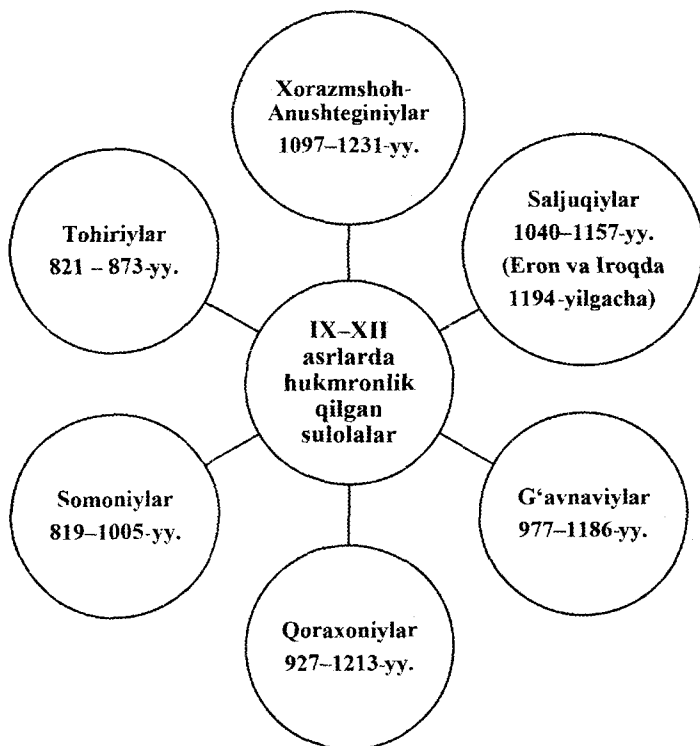 Xorazmshoh-
Anushteginiylar
1097–1231-yy.
Saljuqiylar
1040–1157-yy.
(Eron va Iroqda
1194-yilgacha)
Tohiriylar
821 – 873-yy.
IX–XII
asrlarda
hukmronlik
qilgan
sulolalar
Somoniylar
819–1005-yy.
G‘avnaviylar
977–1186-yy.
Qoraxoniylar
927–1213-yy.